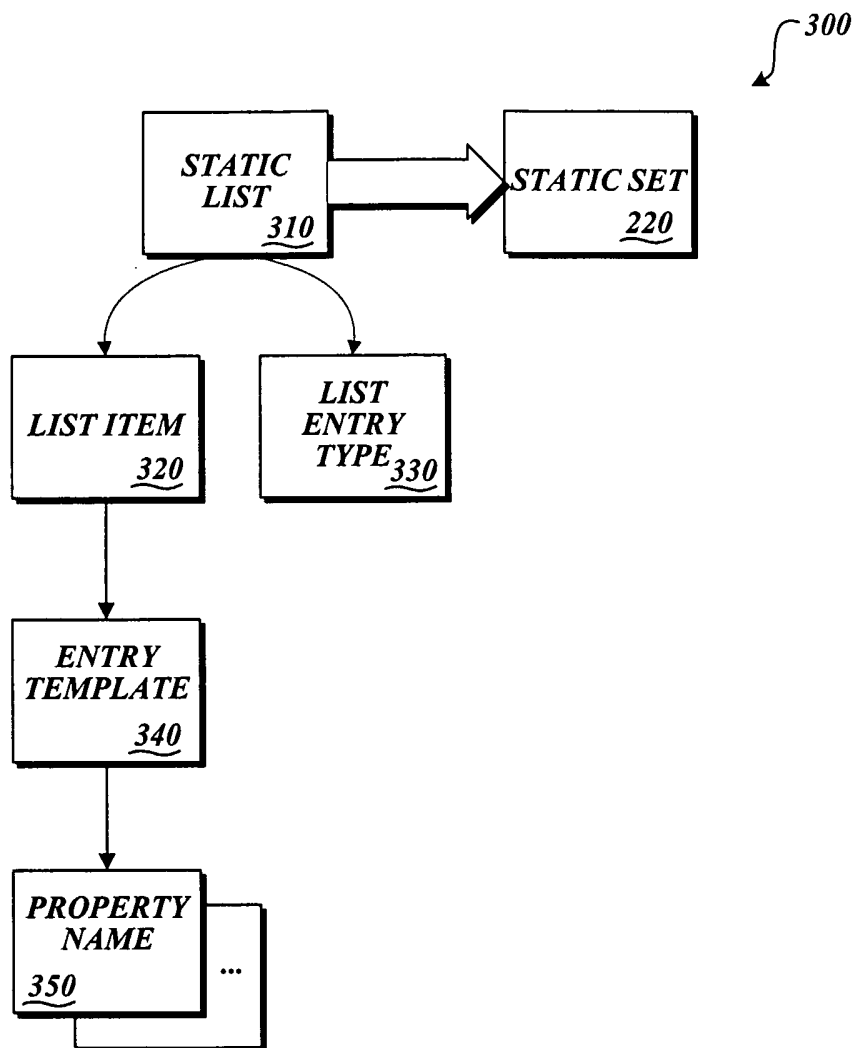 300
STATIC
LIST
310
STATIC SET
220
LIST ITEM
320
LIST
ENTRY
TYPE
330
ENTRY
TEMPLATE
340
PROPERTY
NAME
350
...